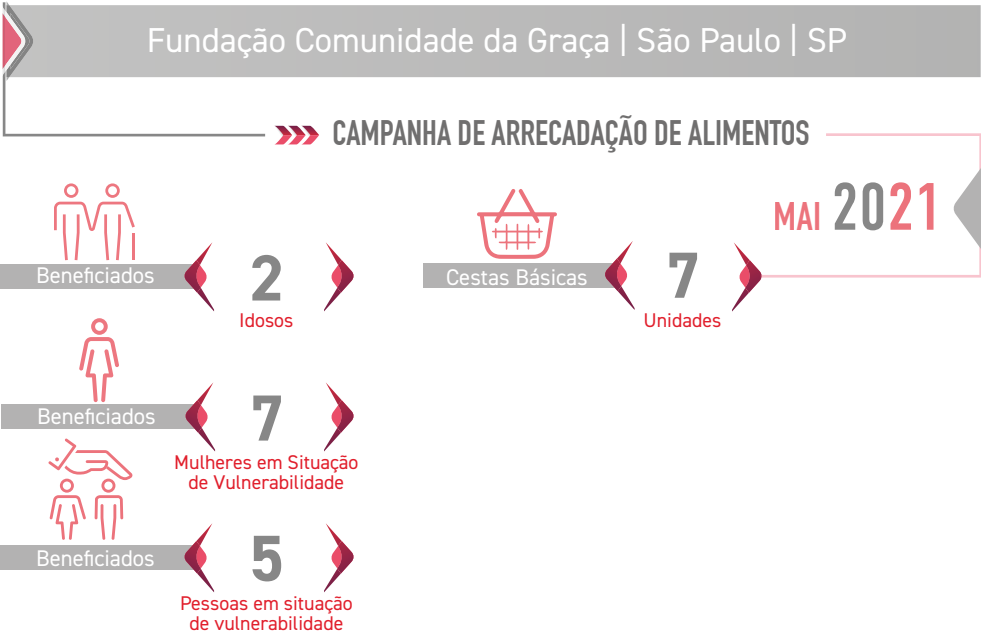 Fundação Comunidade da Graça | São Paulo | SP
CAMPANHA DE ARRECADAÇÃO DE ALIMENTOS
MAI 2021
Beneficiados
2
Idosos
Cestas Básicas
7
Unidades
Beneficiados
7
Mulheres em Situação
de Vulnerabilidade
Beneficiados
5
Pessoas em situação
de vulnerabilidade